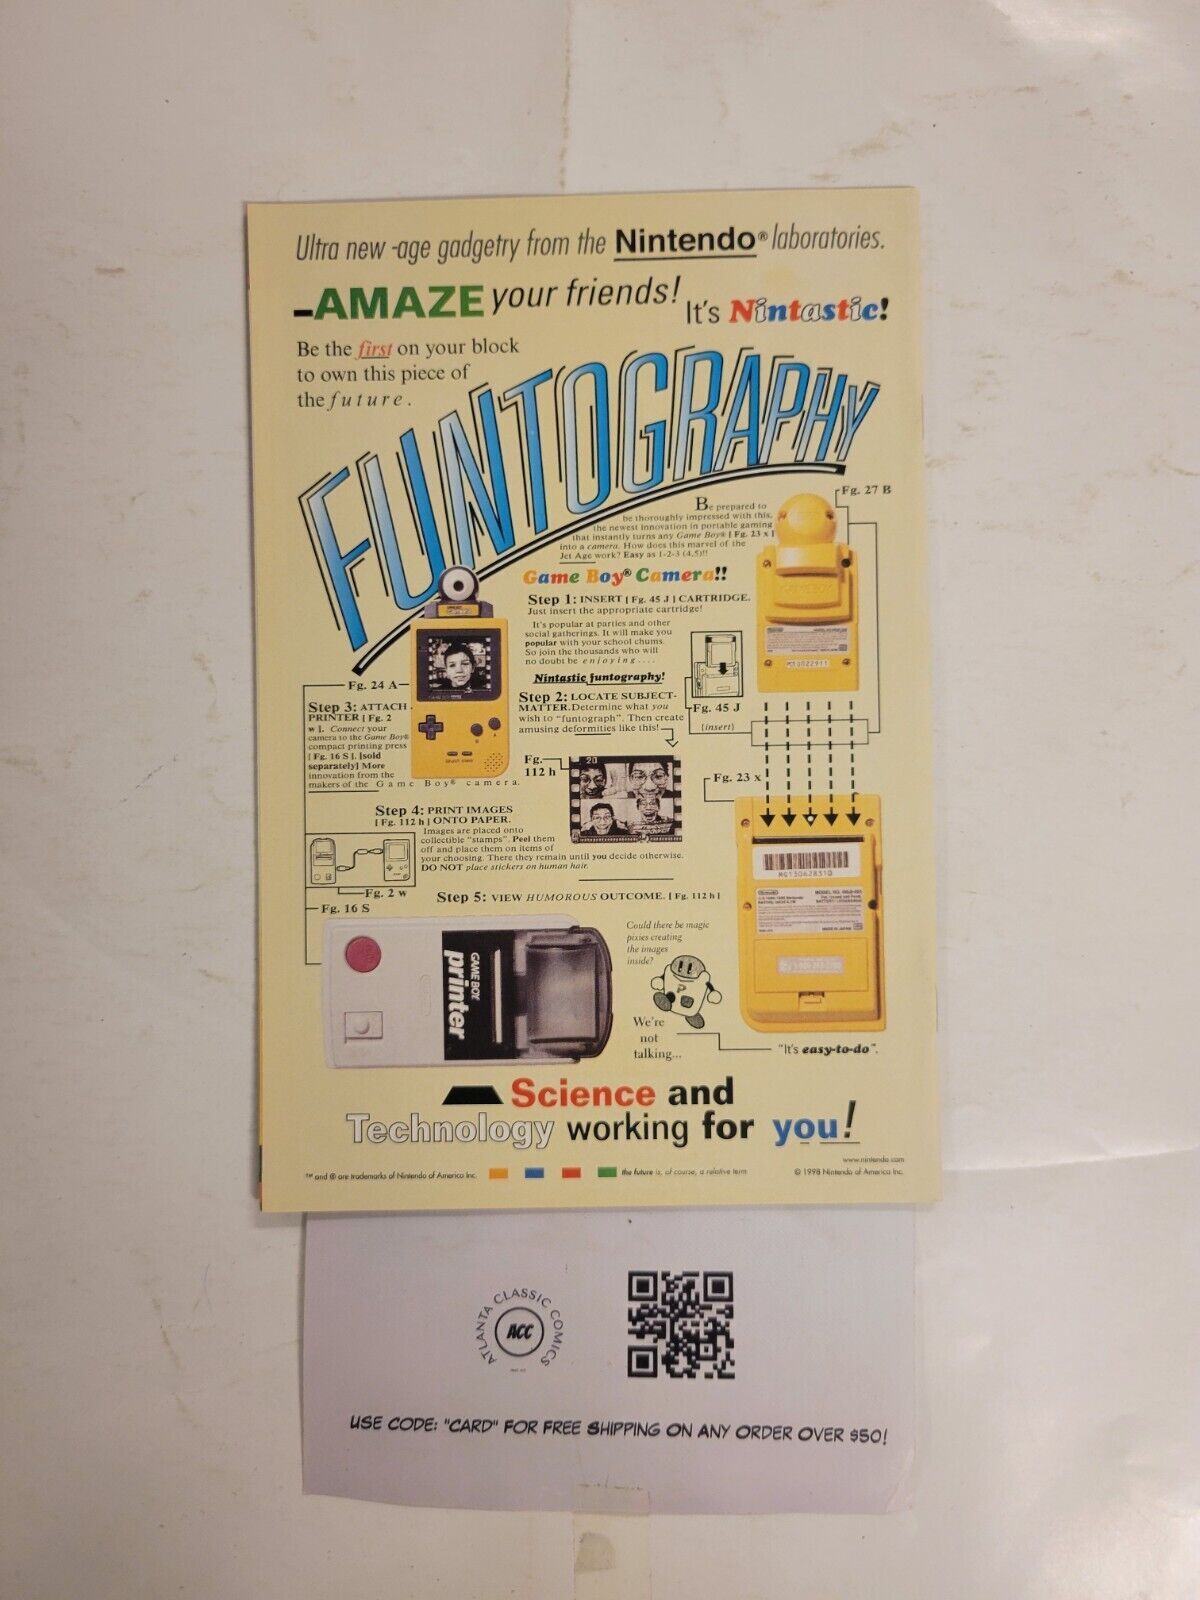 Ultra new -age gadgetry from the Nintendo® laboratories.
–AMAZE your friends!
It's Nintastic!
Be the first on your block
to own this piece of
the future.
FUNTOGRAPHY
Fg. 27 B
Be prepared to
be thoroughly impressed with this,
the newest innovation in portable gaming
that instantly turns any Game Boy® [ Fg. 23 x ]
into a camera. How does this marvel of the
Jet Age work? Easy as 1-2-3 (4,5)!!
Game Boy® Camera!!
Step 1: INSERT [ Fg. 45 J ] CARTRIDGE.
Just insert the appropriate cartridge!
It's popular at parties and other
social gatherings. It will make you
popular with your school chums.
So join the thousands who will
no doubt be enjoying....
Nintastic funtography!
Step 2: LOCATE SUBJECT-
MATTER. Determine what you
wish to "funtograph". Then create
amusing deformities like this!
Fg. 45 J
(insert)
Fg. 24 A
Step 3: ATTACH
PRINTER [ Fg. 2
w ]. Connect your
camera to the Game Boy®
compact printing press
[ Fg. 16 S ]. [sold
separately] More
innovation from the
makers of the Game Boy® camera.
Fg.
112 h
20
Fg. 23 x
Step 4: PRINT IMAGES
[ Fg. 112 h ] ONTO PAPER.
Images are placed onto
collectible "stamps". Peel them
off and place them on items of
your choosing. There they remain until you decide otherwise.
DO NOT place stickers on human hair.
Fg. 2 w
Fg. 16 S
Step 5: VIEW HUMOROUS OUTCOME. [ Fg. 112 h ]
GAME BOY
printer
Could there be magic
pixies creating
the images
inside?
We're
not
talking...
"It's easy-to-do".
Science and
Technology working for you!
www.nintendo.com
™ and ® are trademarks of Nintendo of America Inc.
the future is, of course, a relative term
© 1998 Nintendo of America Inc.
ATLANTA CLASSIC COMICS
ACC
USE CODE: "CARD" FOR FREE SHIPPING ON ANY ORDER OVER $50!